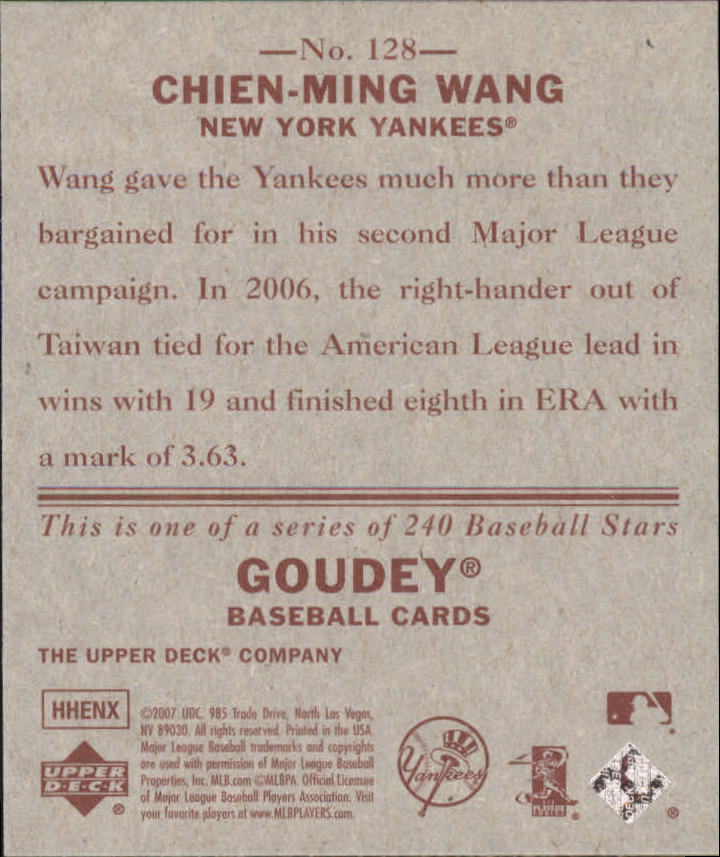 —No. 128—
CHIEN-MING WANG
NEW YORK YANKEES®
Wang gave the Yankees much more than they
bargained for in his second Major League
campaign. In 2006, the right-hander out of
Taiwan tied for the American League lead in
wins with 19 and finished eighth in ERA with
a mark of 3.63.
This is one of a series of 240 Baseball Stars
GOUDEY®
BASEBALL CARDS
THE UPPER DECK® COMPANY
HHENX
©2007 UDC. 985 Trade Drive, North Las Vegas,
NV 89030. All rights reserved. Printed in the USA.
Major League Baseball trademarks and copyrights
are used with permission of Major League Baseball
Properties, Inc. MLB.com ©MLBPA. Official Licensee
of Major League Baseball Players Association. Visit
your favorite players at www.MLBPLAYERS.com.
UPPER
D·E·C·K
®
Yankees
®
PLAYERS
CHOICE
®
®
®